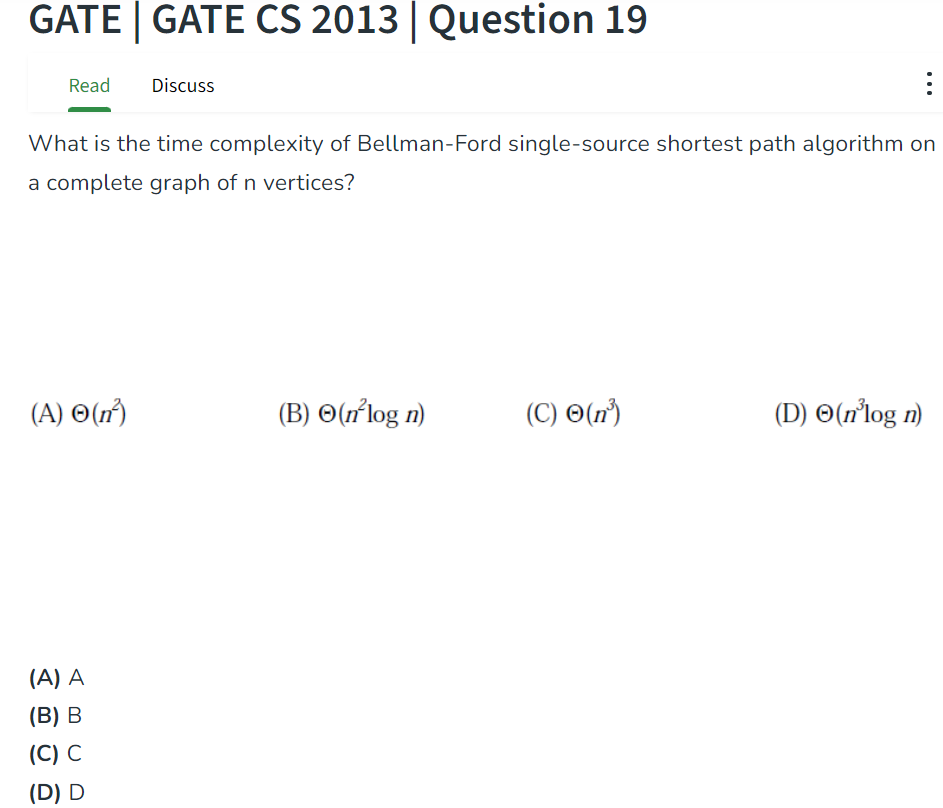 GATE | GATE CS 2013 | Question 19
Read Discuss
What is the time complexity of Bellman-Ford single-source shortest path algorithm on
a complete graph of n vertices?
(A) Θ(n²) (B) Θ(n²log n) (C) Θ(n³) (D) Θ(n³log n)
(A) A
(B) B
(C) C
(D) D